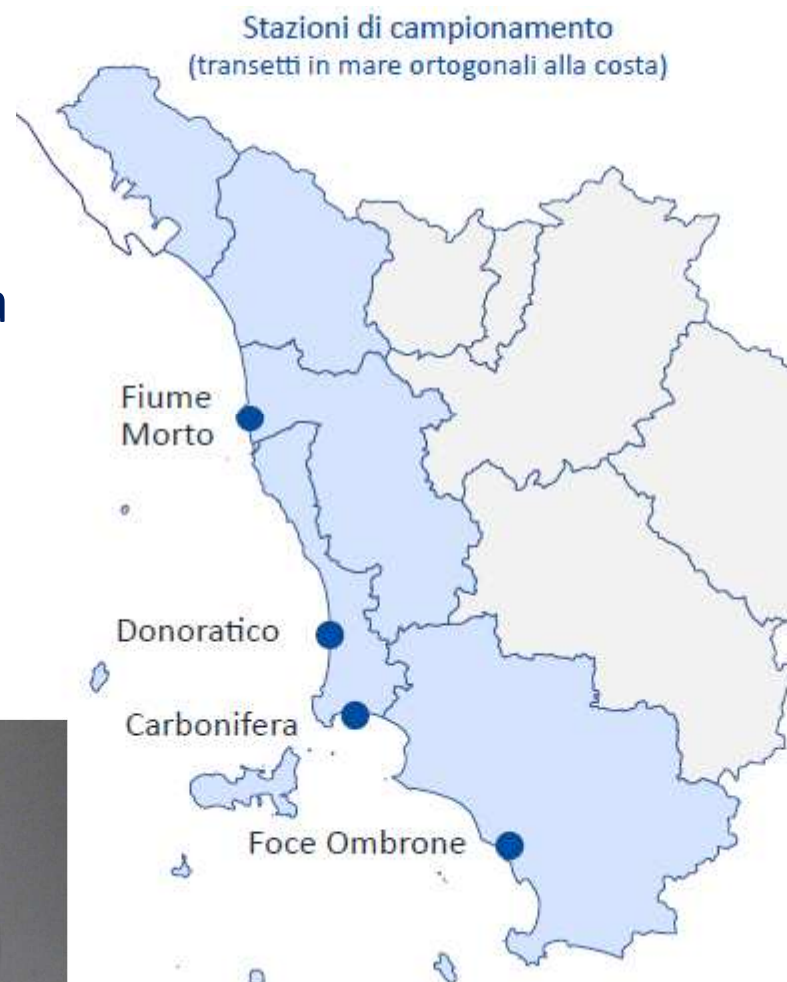 Stazioni di campionamento
(transetti in mare ortogonali alla costa)
Fiume
Morto
Donoratico
Carbonifera
Foce Ombrone